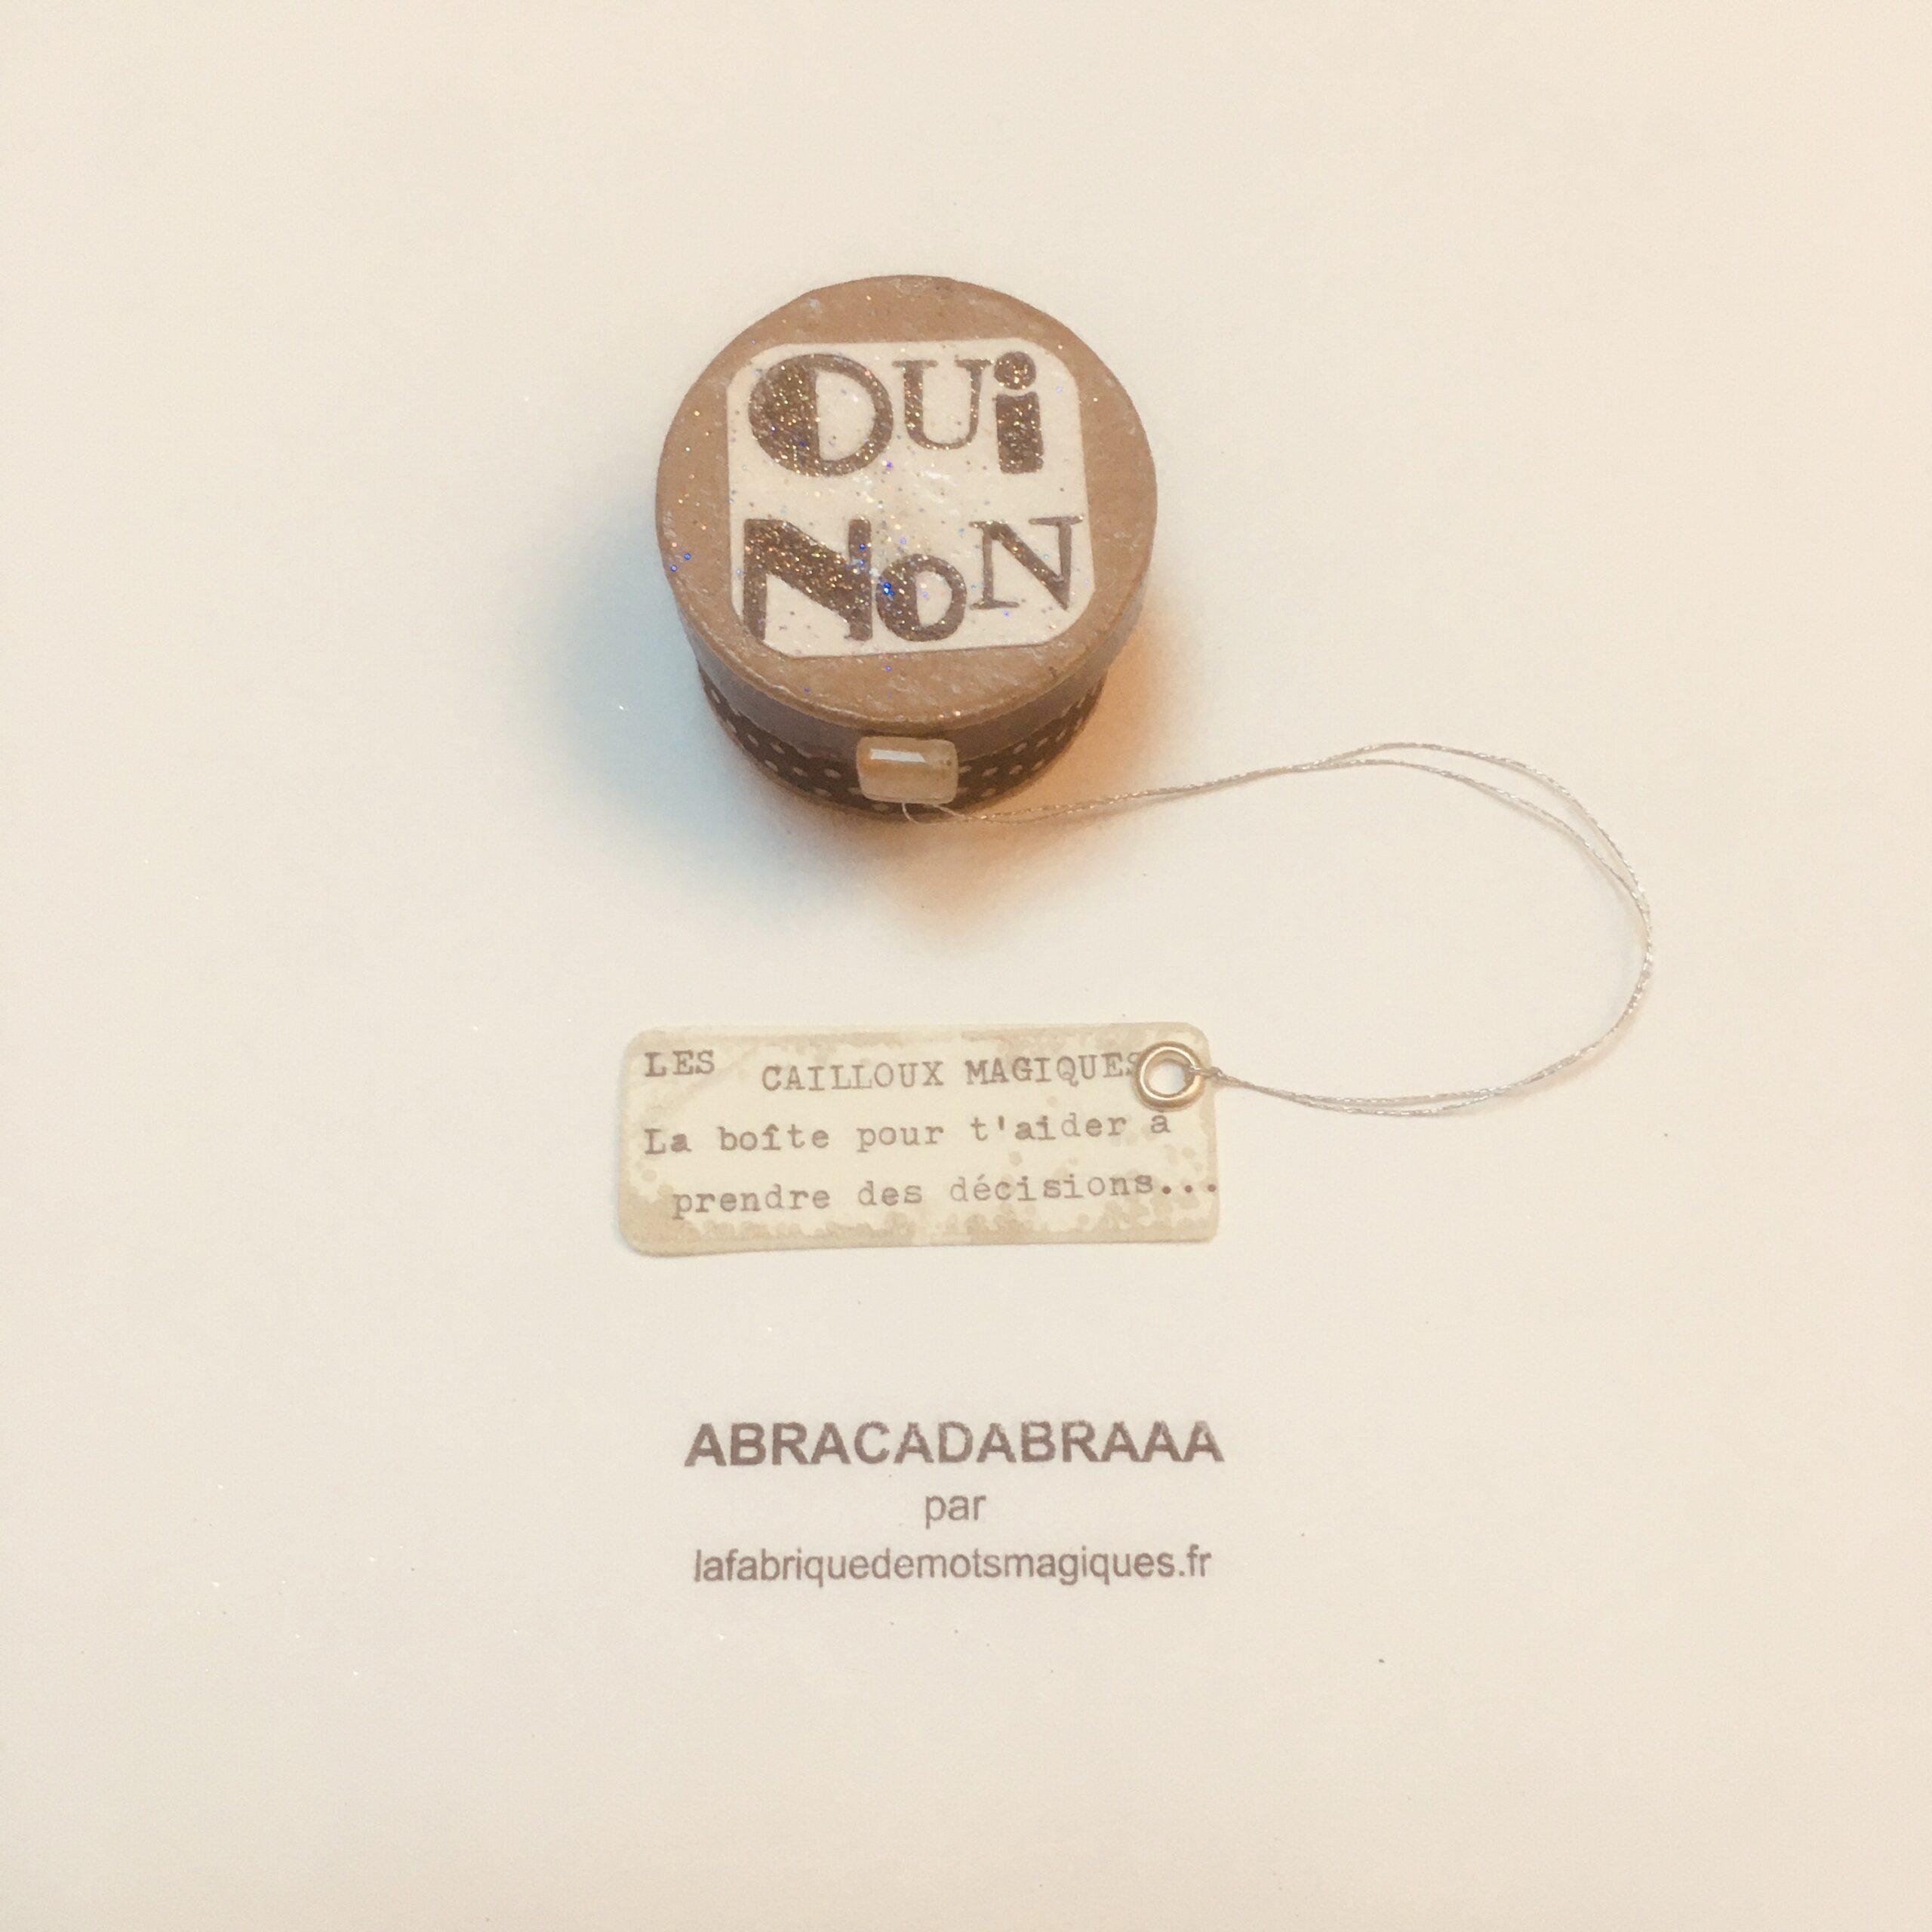 OUi
NoN
LES CAILLOUX MAGIQUES
La boîte pour t'aider à
prendre des décisions...
ABRACADABRAAA
par
lafabriquedemotsmagiques.fr